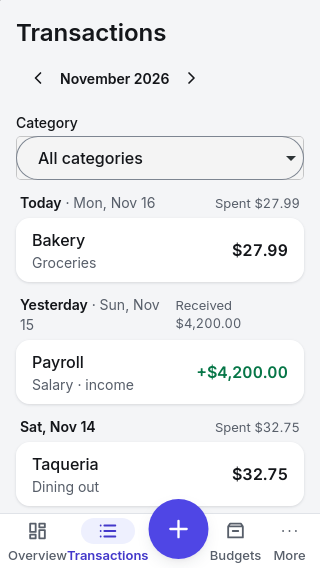 Transactions
November 2026
Category
All categories
Today · Mon, Nov 16 Spent $27.99
Bakery
Groceries
$27.99
Yesterday · Sun, Nov 15
Received $4,200.00
Payroll
Salary · income
+$4,200.00
Sat, Nov 14 Spent $32.75
Taqueria
Dining out
$32.75
Overview Transactions Budgets More